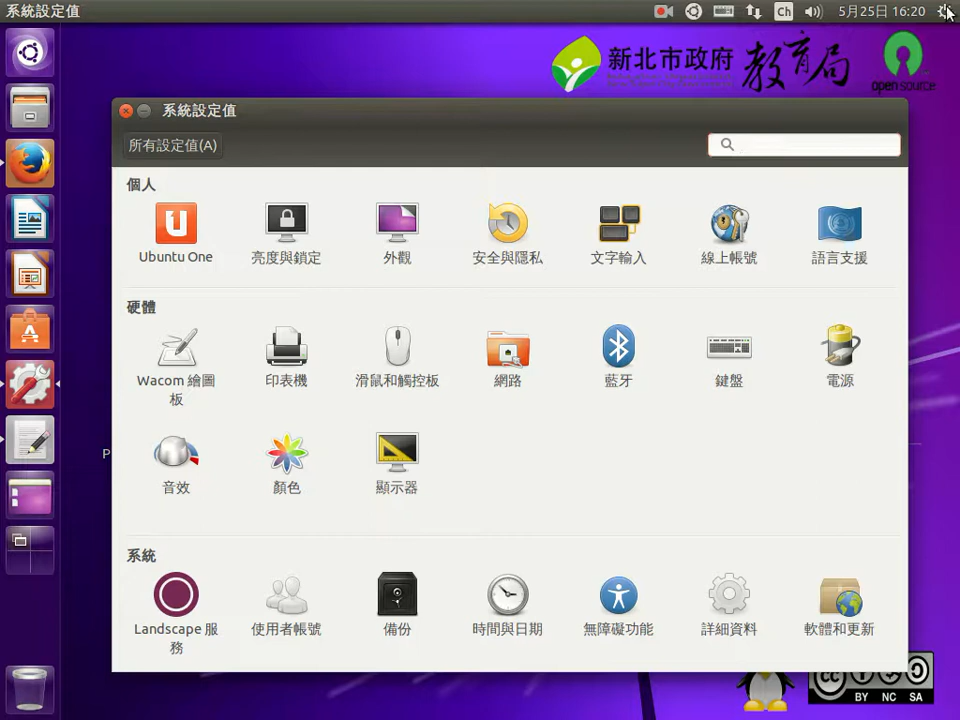 系統設定值
Ch
5月25日 16:20
新北市政府
教育局
open source
系統設定值
所有設定值(A)
個人
Ubuntu One
亮度與鎖定
外觀
安全與隱私
文字輸入
線上帳號
語言支援
硬體
Wacom 繪圖
板
印表機
滑鼠和觸控板
網路
藍牙
鍵盤
電源
音效
顏色
顯示器
P
系統
Landscape 服
務
使用者帳號
備份
時間與日期
無障礙功能
詳細資料
軟體和更新
cc
BY NC SA